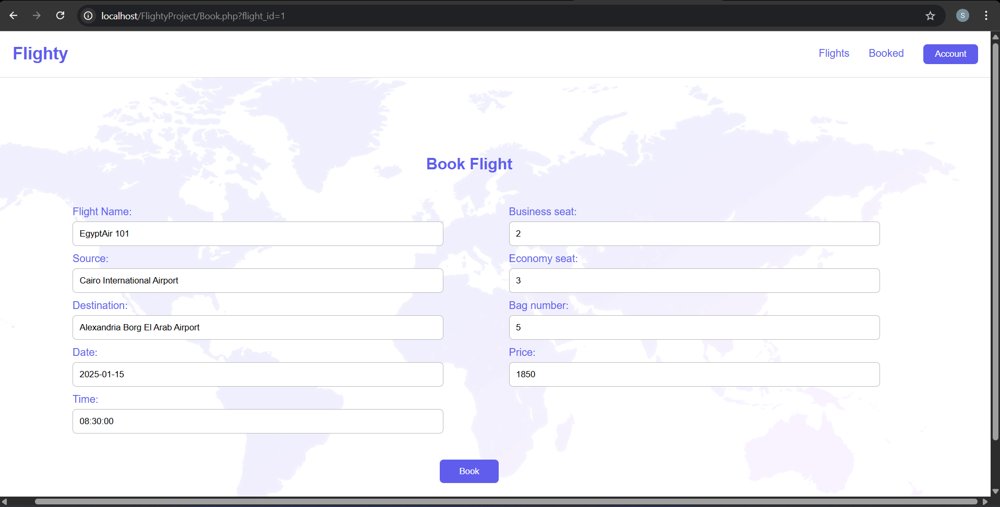 localhost/FlightyProject/Book.php?flight_id=1
S
Flighty
Flights
Booked
Account
Book Flight
Flight Name:
EgyptAir 101
Source:
Cairo International Airport
Destination:
Alexandria Borg El Arab Airport
Date:
2025-01-15
Time:
08:30:00
Business seat:
2
Economy seat:
3
Bag number:
5
Price:
1850
Book